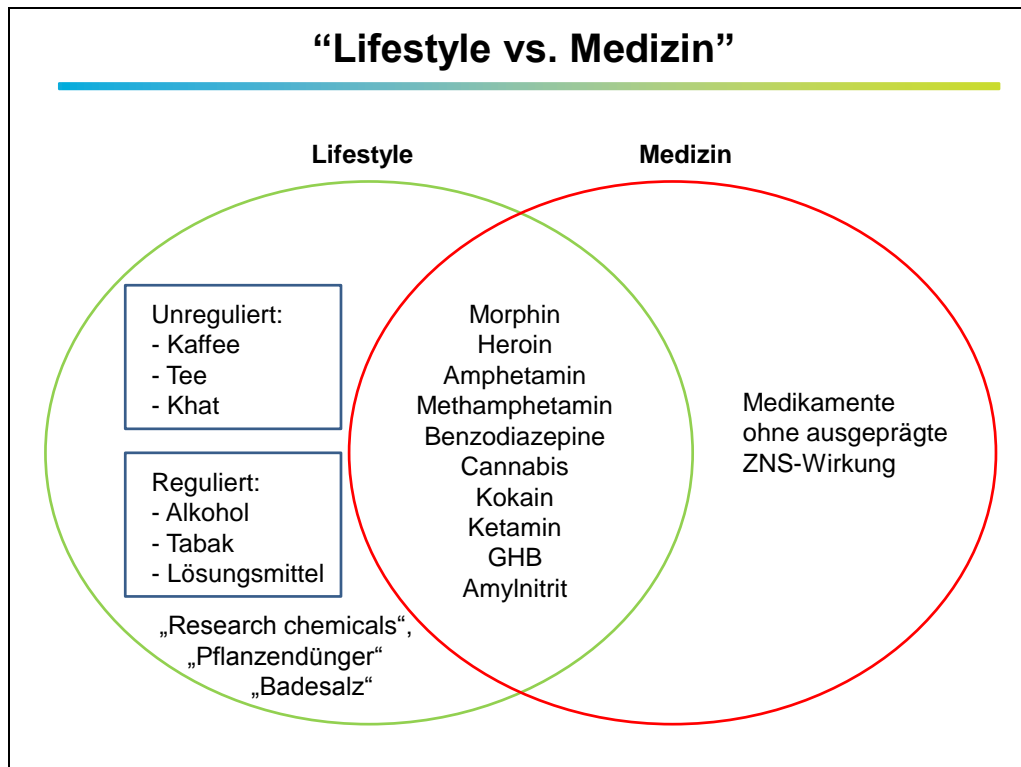 “Lifestyle vs. Medizin”
Lifestyle
Medizin
Unreguliert:
- Kaffee
- Tee
- Khat
Reguliert:
- Alkohol
- Tabak
- Lösungsmittel
„Research chemicals“,
„Pflanzendünger“
„Badesalz“
Morphin
Heroin
Amphetamin
Methamphetamin
Benzodiazepine
Cannabis
Kokain
Ketamin
GHB
Amylnitrit
Medikamente
ohne ausgeprägte
ZNS-Wirkung